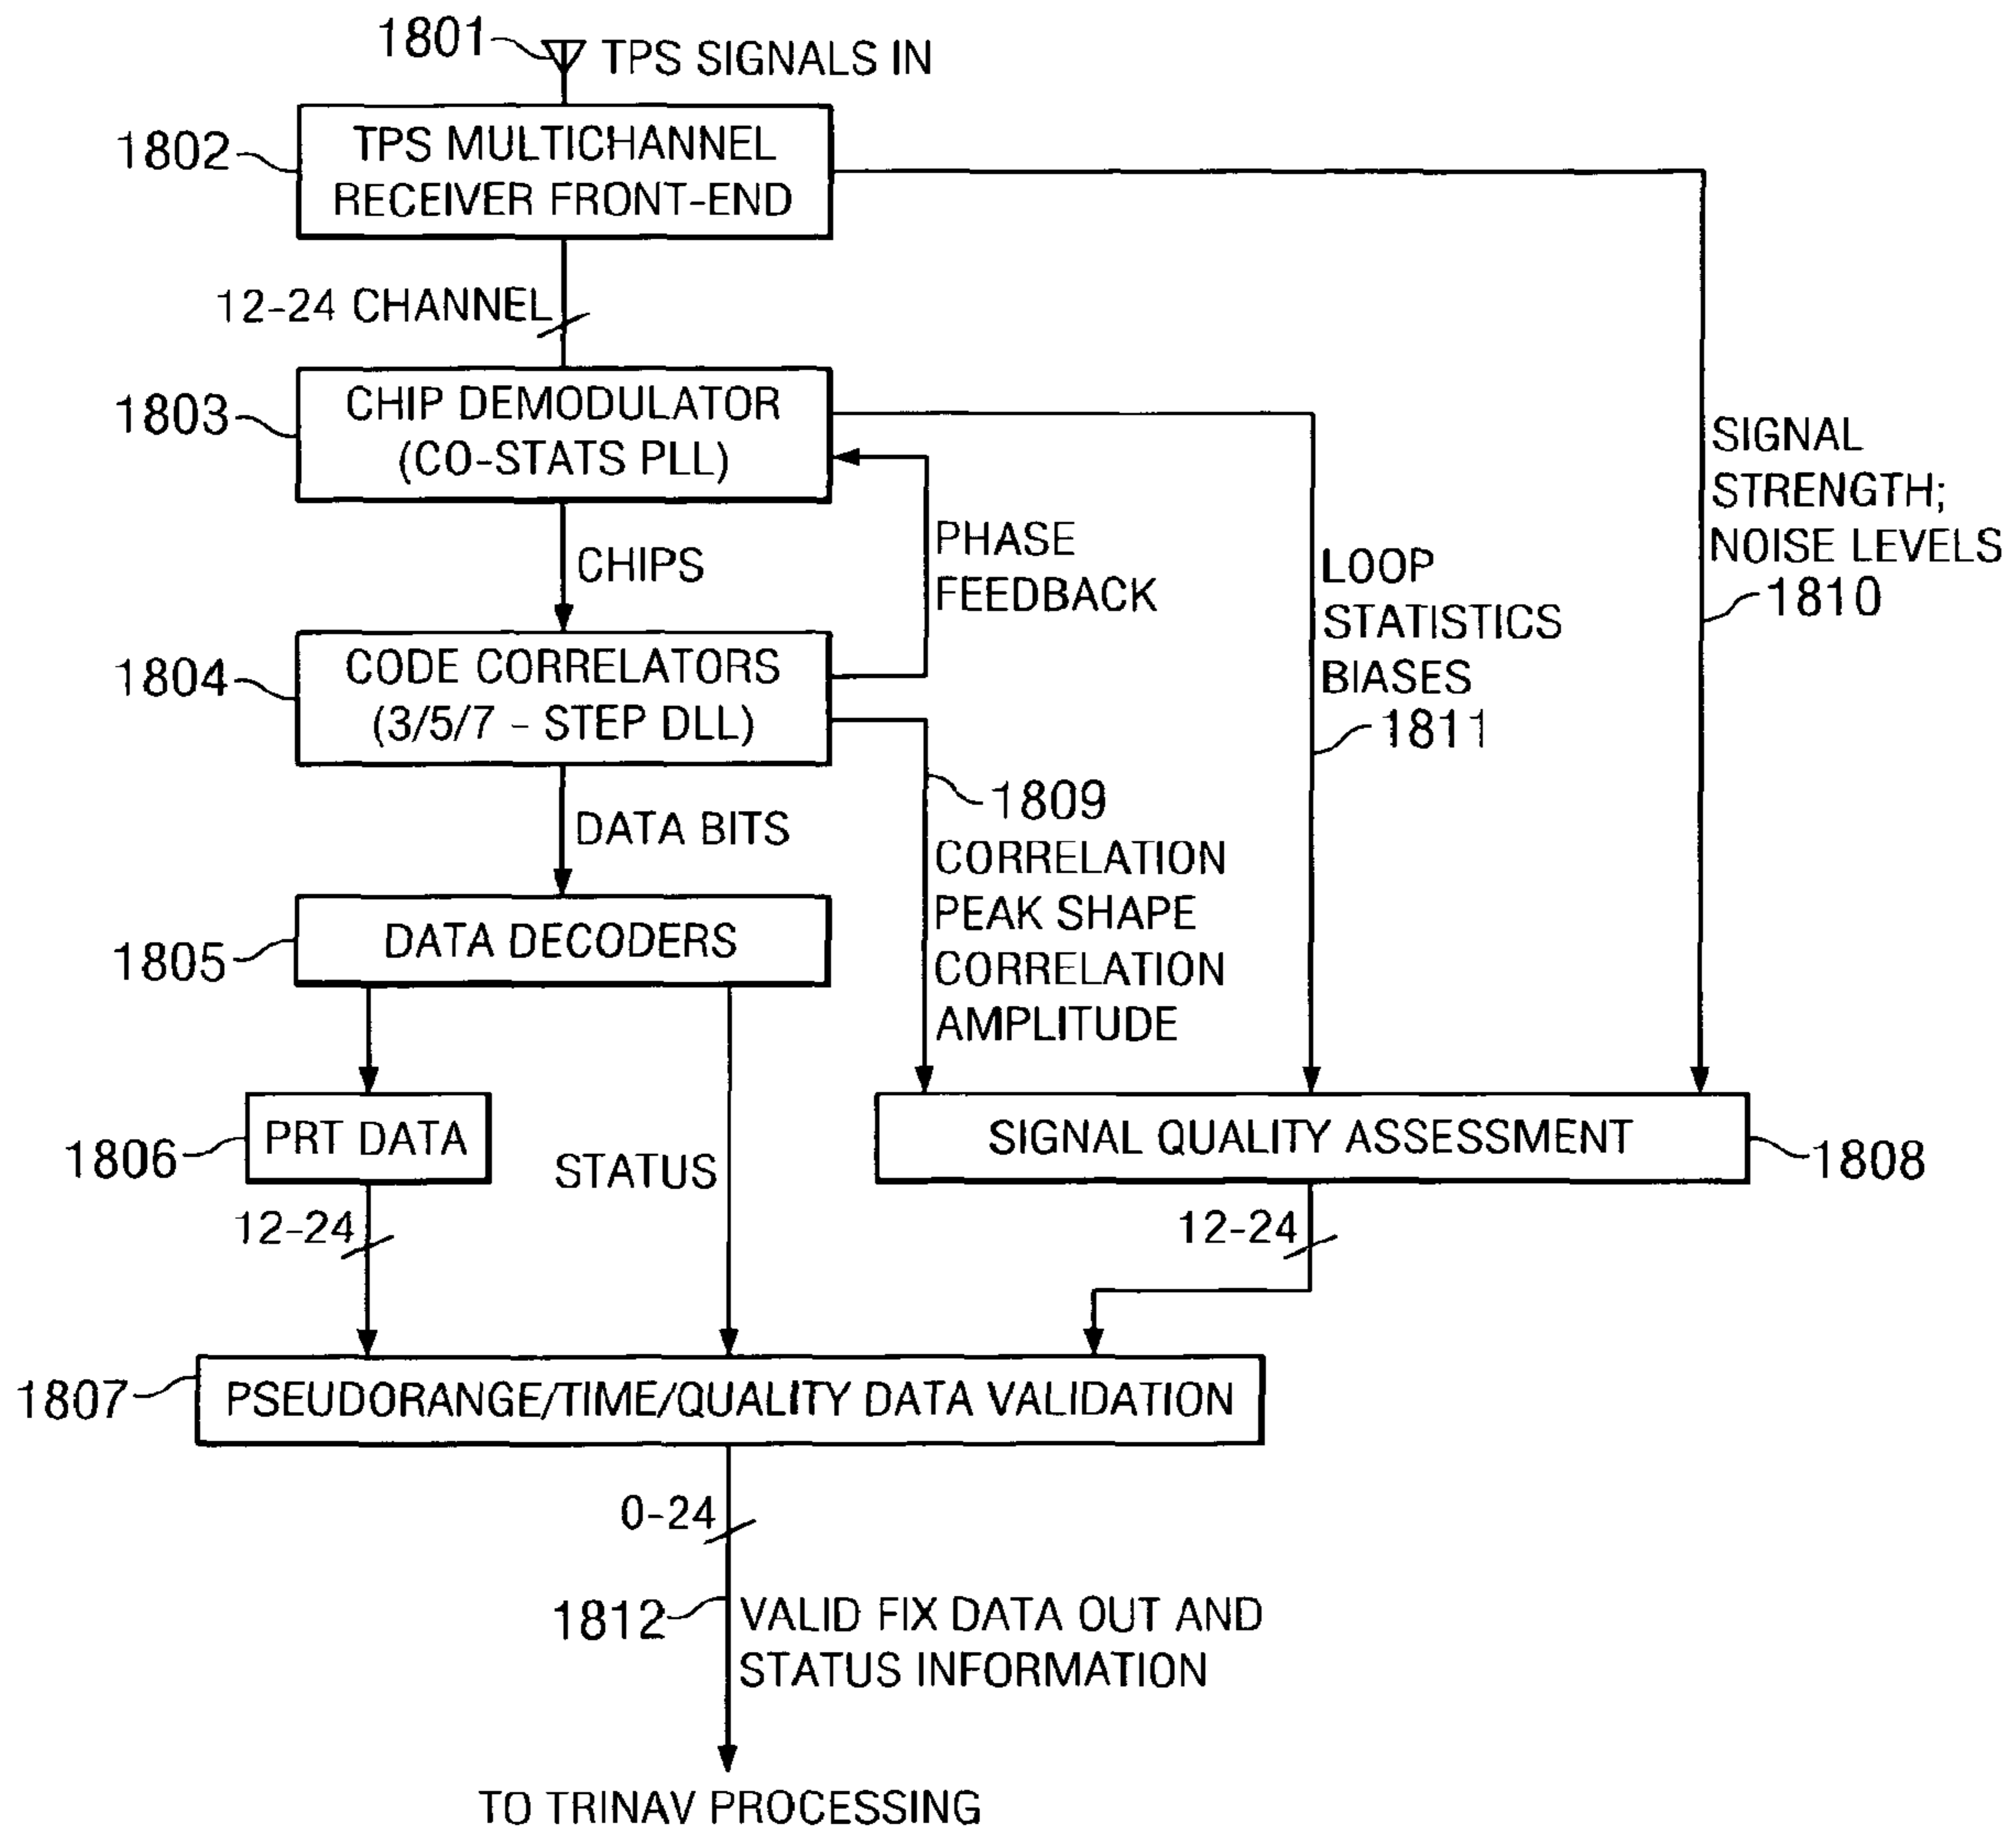 1801
TPS SIGNALS IN
1802
TPS MULTICHANNEL
RECEIVER FRONT-END
12-24 CHANNEL
1803
CHIP DEMODULATOR
(CO-STATS PLL)
SIGNAL
STRENGTH;
NOISE LEVELS
1810
CHIPS
PHASE
FEEDBACK
LOOP
STATISTICS
BIASES
1811
1804
CODE CORRELATORS
(3/5/7 - STEP DLL)
1809
CORRELATION
PEAK SHAPE
CORRELATION
AMPLITUDE
DATA BITS
1805
DATA DECODERS
1806
PRT DATA
STATUS
SIGNAL QUALITY ASSESSMENT
1808
12-24
12-24
1807
PSEUDORANGE/TIME/QUALITY DATA VALIDATION
0-24
1812
VALID FIX DATA OUT AND
STATUS INFORMATION
TO TRINAV PROCESSING